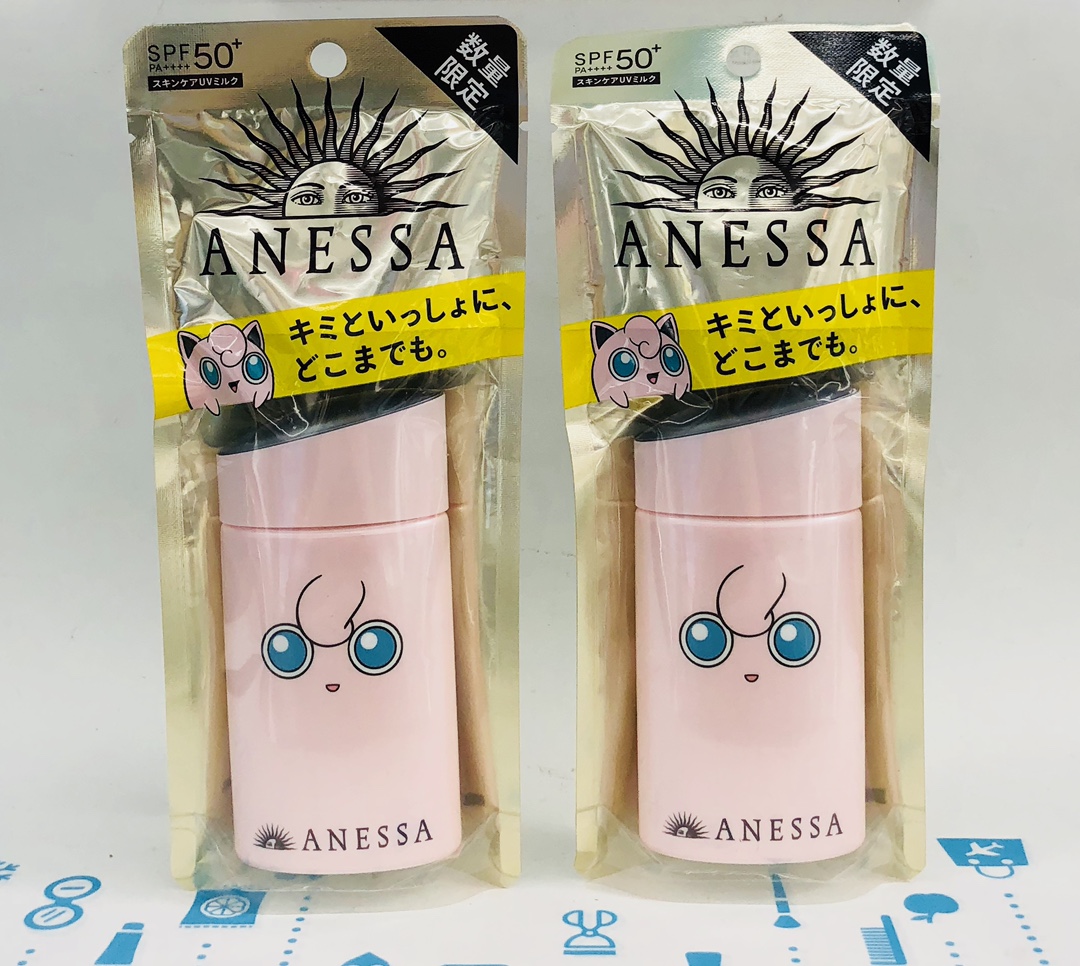 SPF50+
PA++++
スキンケアUVミルク
数量
限定
ANESSA
キミといっしょに、
どこまでも。
ANESSA
SPF50+
PA++++
スキンケアUVミルク
数量
限定
ANESSA
キミといっしょに、
どこまでも。
ANESSA